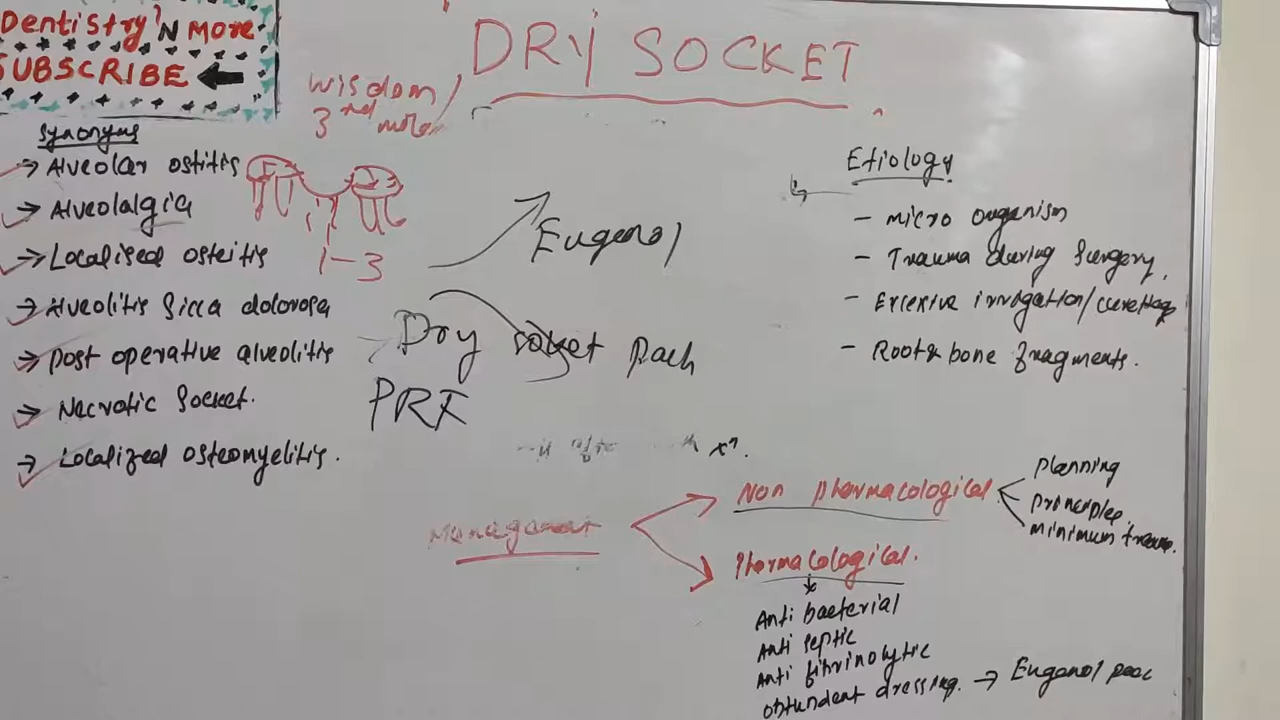 Dentistry'N more
SUBSCRIBE
DRY SOCKET
wisdom/
3rd molar
Synonyms
Alveolar ostitis
Alveolalgia
Localised osteitis
Alveolitis Sicca dolorosa
Post operative alveolitis
Necrotic Socket.
Localized osteomyelitis.
1-3
Eugenol
Dry socket pack
PRF
Etiology
- micro organism
- Trauma during surgery,
- Excessive irrigation/curettage
- Root & bone fragments.
Management
Non pharmacological
planning
principles
minimum trauma.
Pharmacological.
Anti bacterial
Anti septic
Anti fibrinolytic
Obtundent dressing. → Eugenol pack